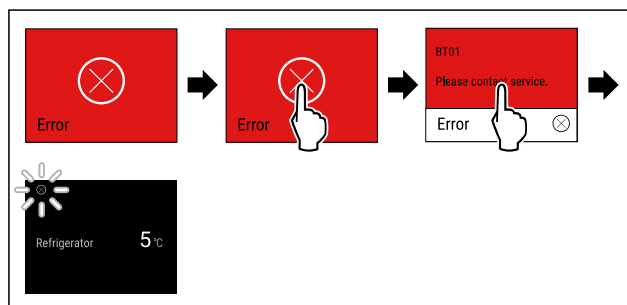 Error
Error
BT01
Please contact service.
Error
Refrigerator 5 °C